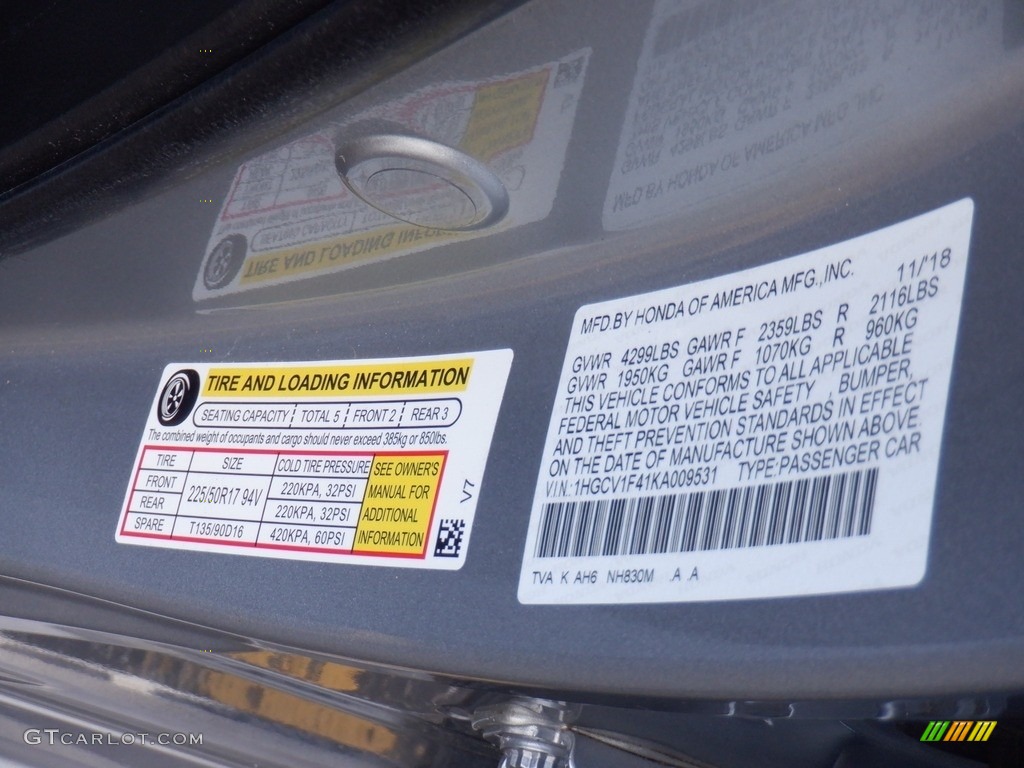 TIRE AND LOADING INFORMATION
SEATING CAPACITY TOTAL 5 FRONT 2 REAR 3
The combined weight of occupants and cargo should never exceed 385kg or 850lbs.
TIRE SIZE COLD TIRE PRESSURE
FRONT 225/50R17 94V 220KPA, 32PSI
REAR 220KPA, 32PSI
SPARE T135/90D16 420KPA, 60PSI
SEE OWNER'S
MANUAL FOR
ADDITIONAL
INFORMATION
V7
MFD.BY HONDA OF AMERICA MFG.,INC. 11/'18
GVWR 4299LBS GAWR F 2359LBS R 2116LBS
GVWR 1950KG GAWR F 1070KG R 960KG
THIS VEHICLE CONFORMS TO ALL APPLICABLE
FEDERAL MOTOR VEHICLE SAFETY , BUMPER,
AND THEFT PREVENTION STANDARDS IN EFFECT
ON THE DATE OF MANUFACTURE SHOWN ABOVE.
V.I.N.:1HGCV1F41KA009531 TYPE:PASSENGER CAR
TVA K AH6 NH830M .A .A
GTCARLOT.COM